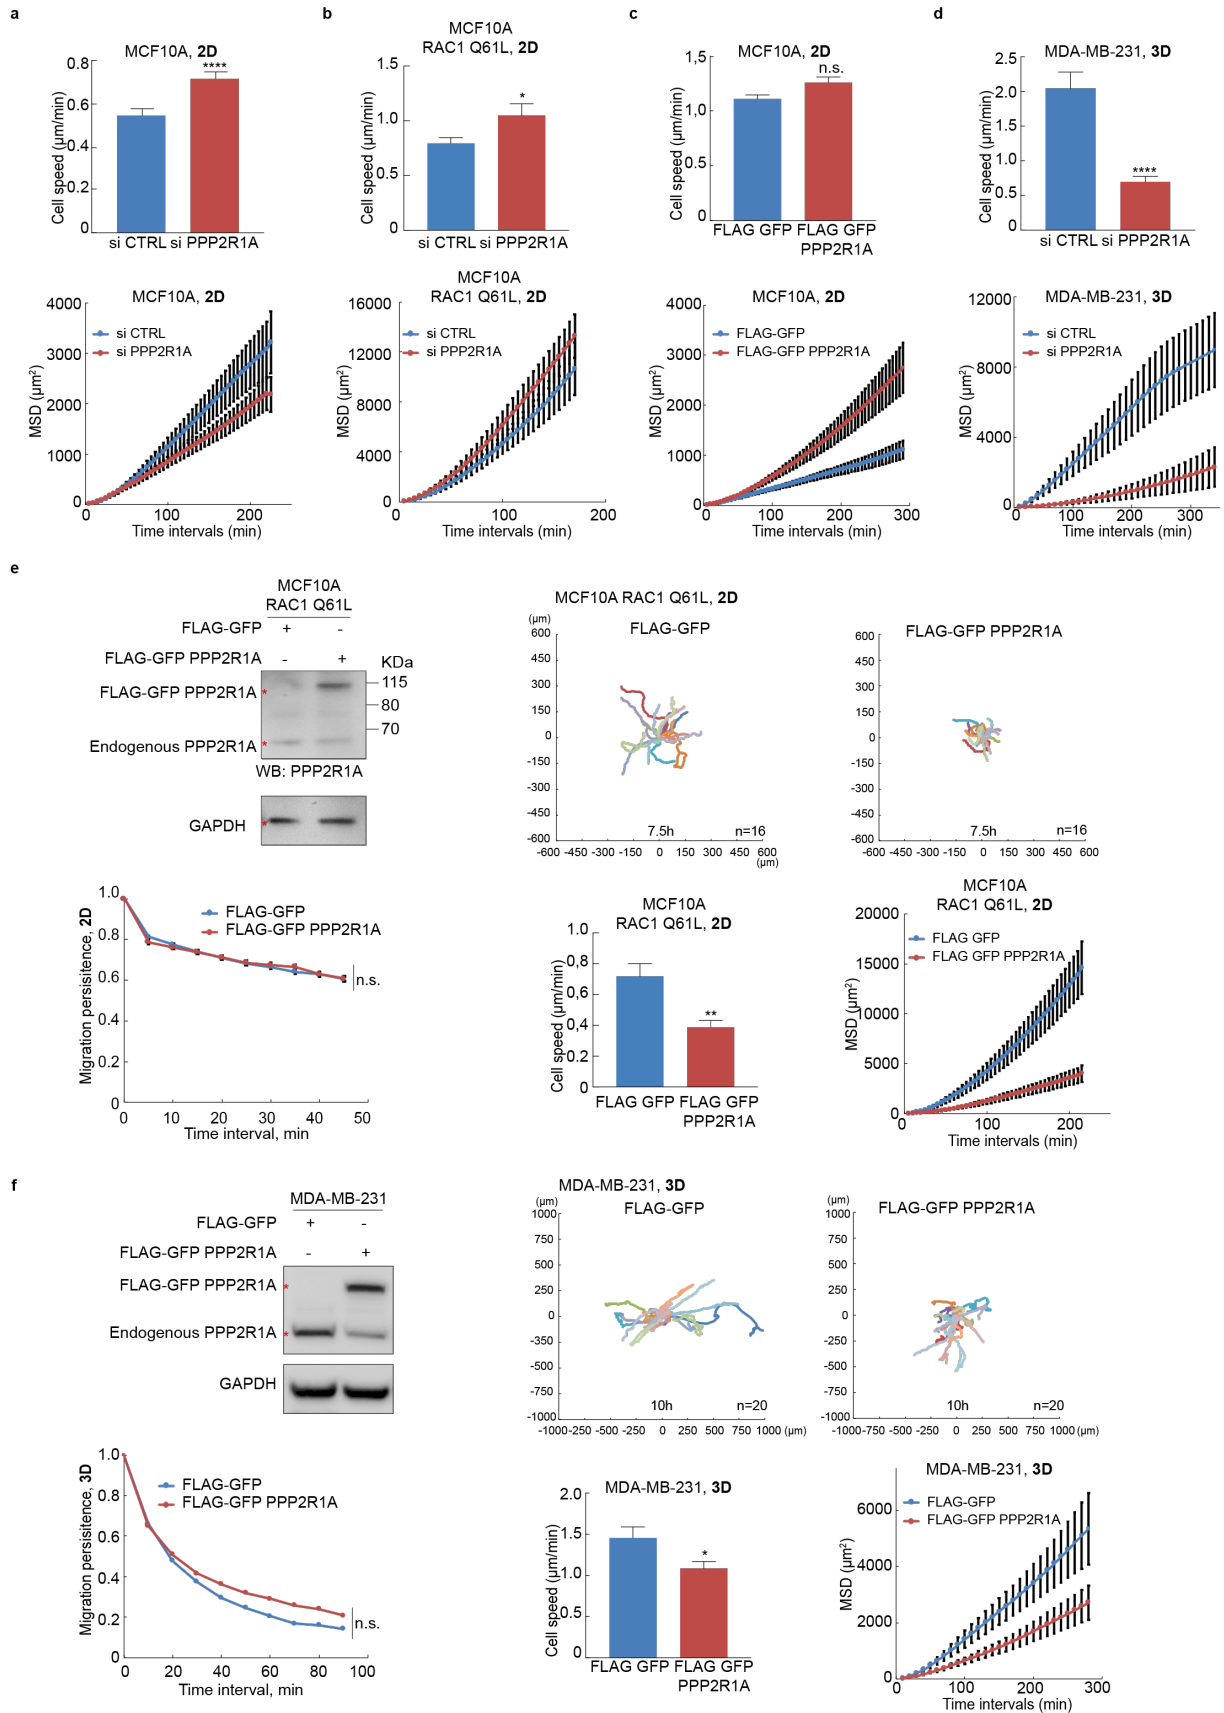 a
MCF10A, 2D
Cell speed (µm/min)
0.8
0.6
0.4
0.2
0
****
si CTRL si PPP2R1A
MCF10A, 2D
MSD (µm²)
4000
3000
2000
1000
0
si CTRL
si PPP2R1A
0 100 200
Time intervals (min)
b
MCF10A
RAC1 Q61L, 2D
Cell speed (µm/min)
1.5
1.0
0.5
0
*
si CTRL si PPP2R1A
MCF10A
RAC1 Q61L, 2D
MSD (µm²)
16000
12000
8000
4000
0
si CTRL
si PPP2R1A
0 100 200
Time intervals (min)
c
MCF10A, 2D
Cell speed (µm/min)
1.5
1.0
0.5
0
n.s.
FLAG GFP FLAG GFP
PPP2R1A
MCF10A, 2D
MSD (µm²)
4000
3000
2000
1000
0
FLAG-GFP
FLAG-GFP PPP2R1A
0 100 200 300
Time intervals (min)
d
MDA-MB-231, 3D
Cell speed (µm/min)
2.5
2.0
1.5
1.0
0.5
0
****
si CTRL si PPP2R1A
MDA-MB-231, 3D
MSD (µm²)
12000
8000
4000
0
si CTRL
si PPP2R1A
0 100 200 300
Time intervals (min)
e
MCF10A
RAC1 Q61L
FLAG-GFP + -
FLAG-GFP PPP2R1A - + KDa
FLAG-GFP PPP2R1A * 115
80
70
Endogenous PPP2R1A *
WB: PPP2R1A
GAPDH *
MCF10A RAC1 Q61L, 2D
(µm)
FLAG-GFP
600
450
300
150
0
-150
-300
-450
-600
7.5h n=16
-600 -450 -300 -150 0 150 300 450 600
(µm)
FLAG-GFP PPP2R1A
600
450
300
150
0
-150
-300
-450
-600
7.5h n=16
-600 -450 -300 -150 0 150 300 450 600
Migration persisitence, 2D
1.0
0.8
0.6
0.4
0.2
0
FLAG-GFP
FLAG-GFP PPP2R1A
n.s.
0 10 20 30 40 50
Time interval, min
MCF10A
RAC1 Q61L, 2D
Cell speed (µm/min)
1.0
0.8
0.6
0.4
0.2
0
**
FLAG GFP FLAG GFP
PPP2R1A
MCF10A
RAC1 Q61L, 2D
MSD (µm²)
20000
15000
10000
5000
0
FLAG GFP
FLAG GFP PPP2R1A
0 100 200
Time intervals (min)
f
MDA-MB-231
FLAG-GFP + -
FLAG-GFP PPP2R1A - +
FLAG-GFP PPP2R1A *
Endogenous PPP2R1A *
GAPDH
MDA-MB-231, 3D
(µm)
FLAG-GFP
1000
750
500
250
0
-350
-500
-750
-1000
10h n=20
-1000 -750 -500 -250 0 250 500 750 1000 (µm)
(µm)
FLAG-GFP PPP2R1A
1000
750
500
250
0
-250
-500
-750
-1000
10h n=20
-1000 -750 -500 -250 0 250 500 750 1000 (µm)
Migration persisitence, 3D
1.0
0.8
0.6
0.4
0.2
0
FLAG-GFP
FLAG-GFP PPP2R1A
n.s.
0 20 40 60 80 100
Time interval, min
MDA-MB-231, 3D
Cell speed (µm/min)
2.0
1.5
1.0
0.5
0
*
FLAG GFP FLAG GFP
PPP2R1A
MDA-MB-231, 3D
MSD (µm²)
6000
4000
2000
0
FLAG-GFP
FLAG-GFP PPP2R1A
0 100 200 300
Time intervals (min)